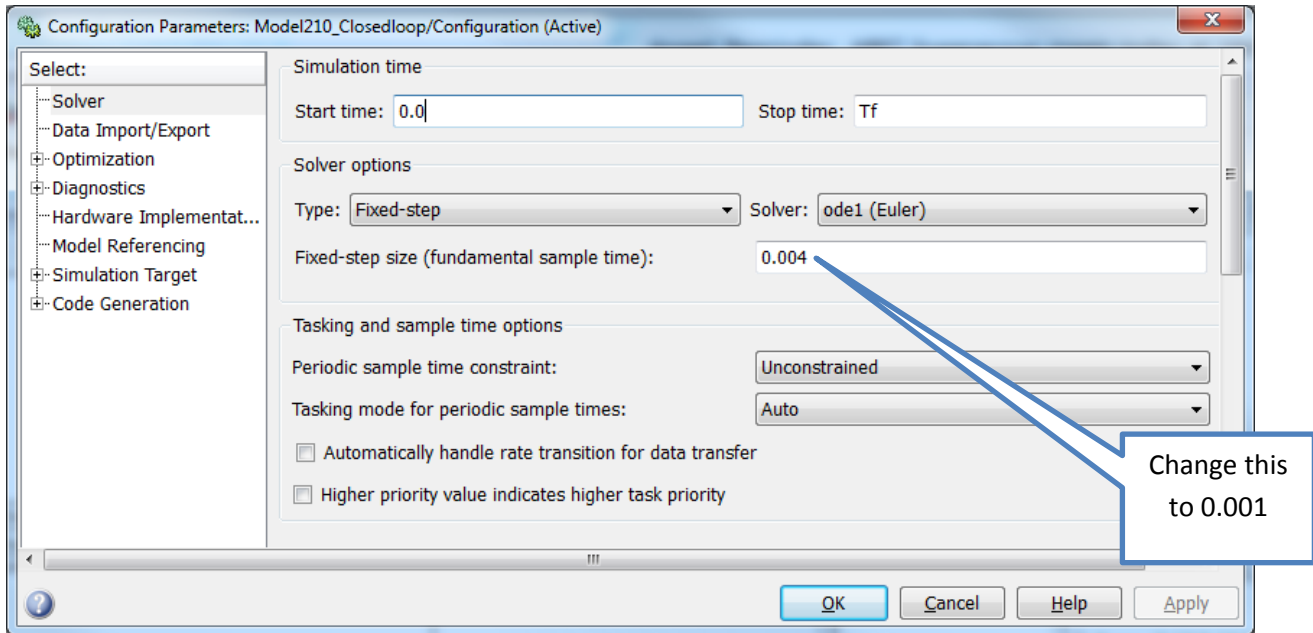 Configuration Parameters: Model210_Closedloop/Configuration (Active)
Select:
Solver
Data Import/Export
Optimization
Diagnostics
Hardware Implementat...
Model Referencing
Simulation Target
Code Generation
Simulation time
Start time: 0.0 Stop time: Tf
Solver options
Type: Fixed-step Solver: ode1 (Euler)
Fixed-step size (fundamental sample time): 0.004
Tasking and sample time options
Periodic sample time constraint: Unconstrained
Tasking mode for periodic sample times: Auto
Automatically handle rate transition for data transfer
Higher priority value indicates higher task priority
Change this
to 0.001
OK Cancel Help Apply